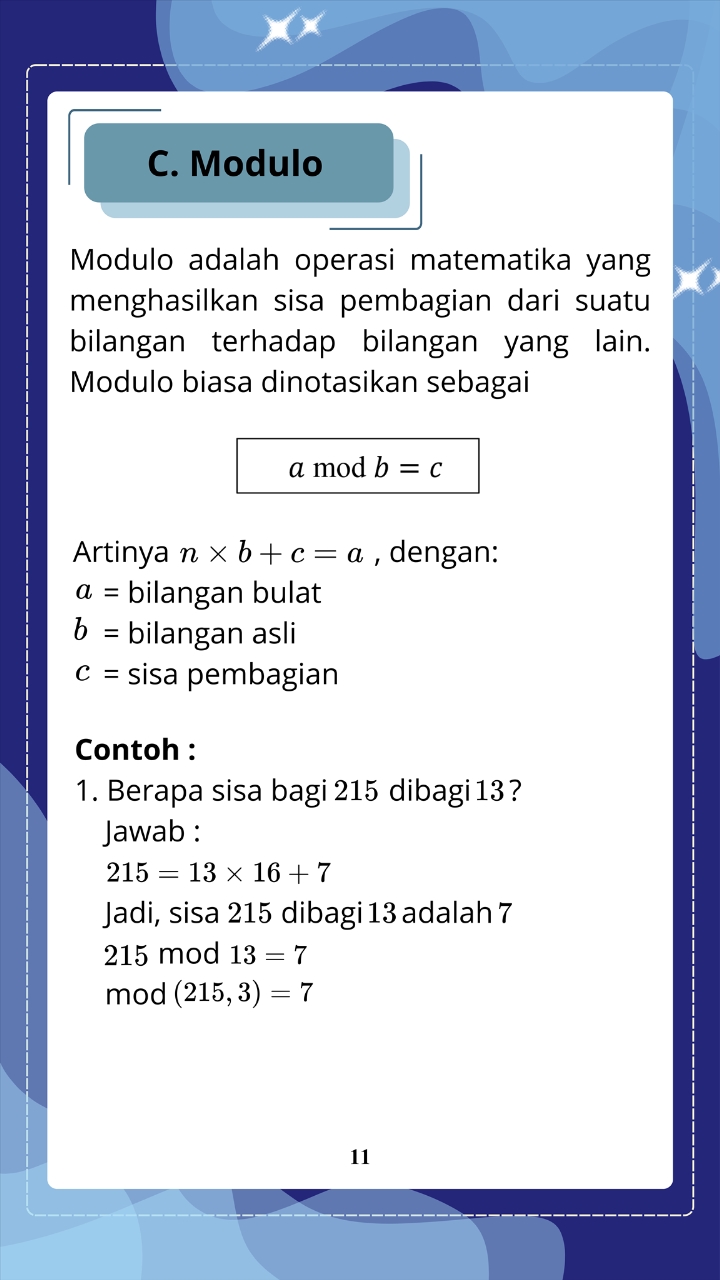 C. Modulo
Modulo adalah operasi matematika yang
menghasilkan sisa pembagian dari suatu
bilangan terhadap bilangan yang lain.
Modulo biasa dinotasikan sebagai
a mod b = c
Artinya n × b + c = a , dengan:
a = bilangan bulat
b = bilangan asli
c = sisa pembagian
Contoh :
1. Berapa sisa bagi 215 dibagi 13?
Jawab :
215 = 13 × 16 + 7
Jadi, sisa 215 dibagi 13 adalah 7
215 mod 13 = 7
mod (215, 3) = 7
11